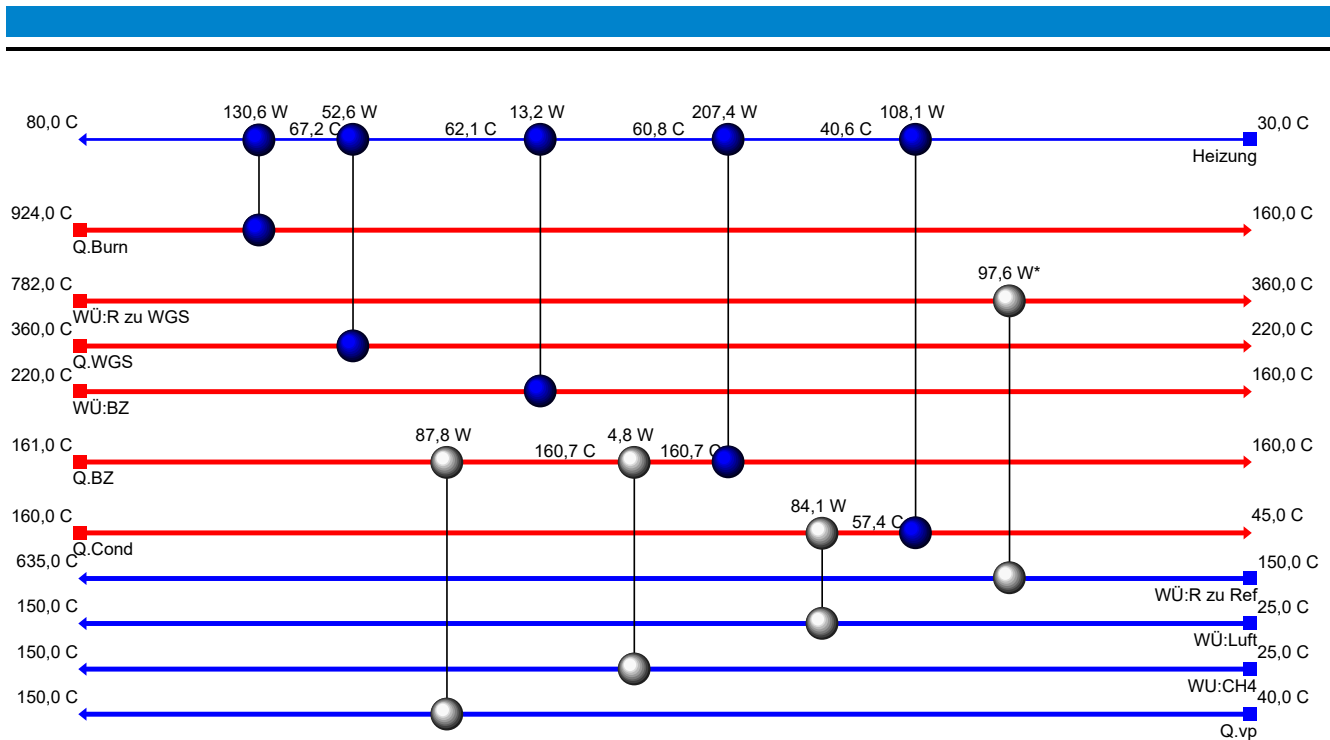 130,6 W 52,6 W 13,2 W 207,4 W 108,1 W
80,0 C 67,2 C 62,1 C 60,8 C 40,6 C 30,0 C
Heizung
924,0 C 160,0 C
Q.Burn
97,6 W*
782,0 C 360,0 C
WÜ:R zu WGS
360,0 C 220,0 C
Q.WGS
220,0 C 160,0 C
WÜ:BZ
87,8 W 4,8 W
161,0 C 160,7 C 160,7 C 160,0 C
Q.BZ
84,1 W
160,0 C 57,4 C 45,0 C
Q.Cond
635,0 C 150,0 C
WÜ:R zu Ref
150,0 C 25,0 C
WÜ:Luft
150,0 C 25,0 C
WU:CH4
150,0 C 40,0 C
Q.vp